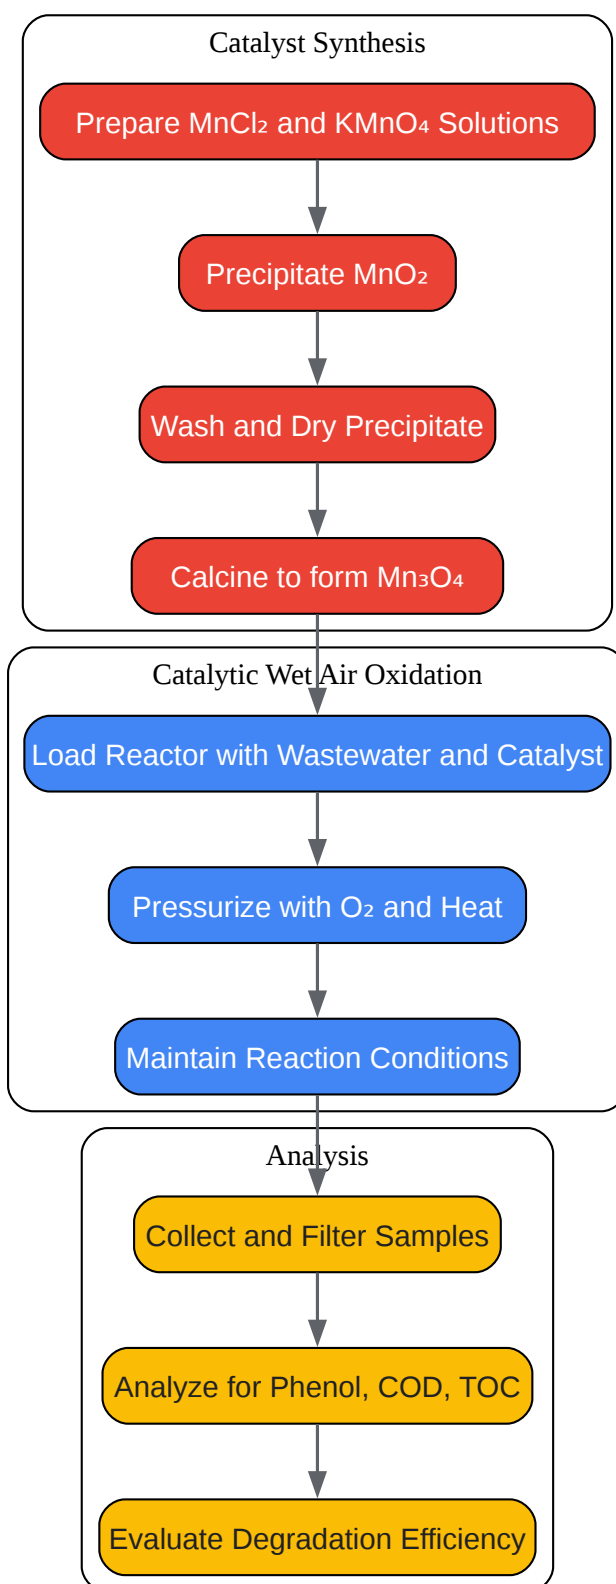 Catalyst Synthesis
Prepare MnCl₂ and KMnO₄ Solutions
Precipitate MnO₂
Wash and Dry Precipitate
Calcine to form Mn₃O₄
Catalytic Wet Air Oxidation
Load Reactor with Wastewater and Catalyst
Pressurize with O₂ and Heat
Maintain Reaction Conditions
Analysis
Collect and Filter Samples
Analyze for Phenol, COD, TOC
Evaluate Degradation Efficiency